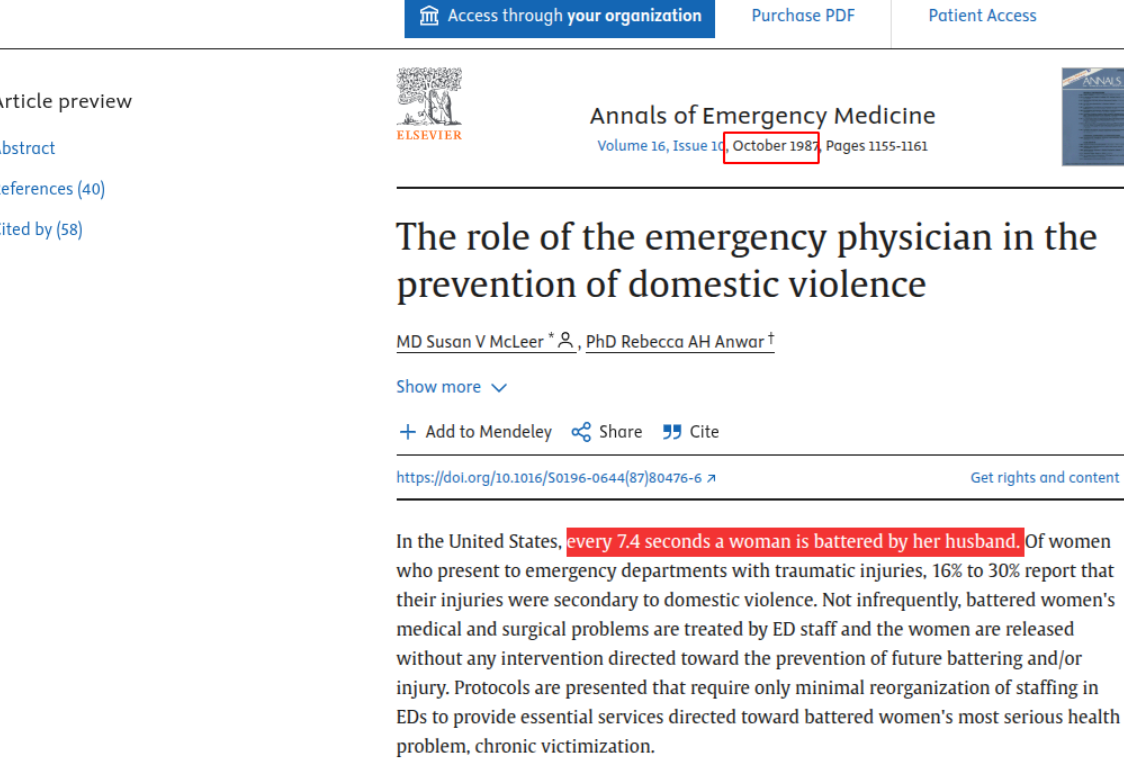 Access through your organization
Purchase PDF
Patient Access
Article preview
Abstract
References (40)
Cited by (58)
ELSEVIER
Annals of Emergency Medicine
Volume 16, Issue 10, October 1987, Pages 1155-1161
ANNALS
The role of the emergency physician in the
prevention of domestic violence
MD Susan V McLeer *, PhD Rebecca AH Anwar †
Show more
Add to Mendeley
Share
Cite
https://doi.org/10.1016/S0196-0644(87)80476-6
Get rights and content
In the United States, every 7.4 seconds a woman is battered by her husband. Of women
who present to emergency departments with traumatic injuries, 16% to 30% report that
their injuries were secondary to domestic violence. Not infrequently, battered women's
medical and surgical problems are treated by ED staff and the women are released
without any intervention directed toward the prevention of future battering and/or
injury. Protocols are presented that require only minimal reorganization of staffing in
EDs to provide essential services directed toward battered women's most serious health
problem, chronic victimization.